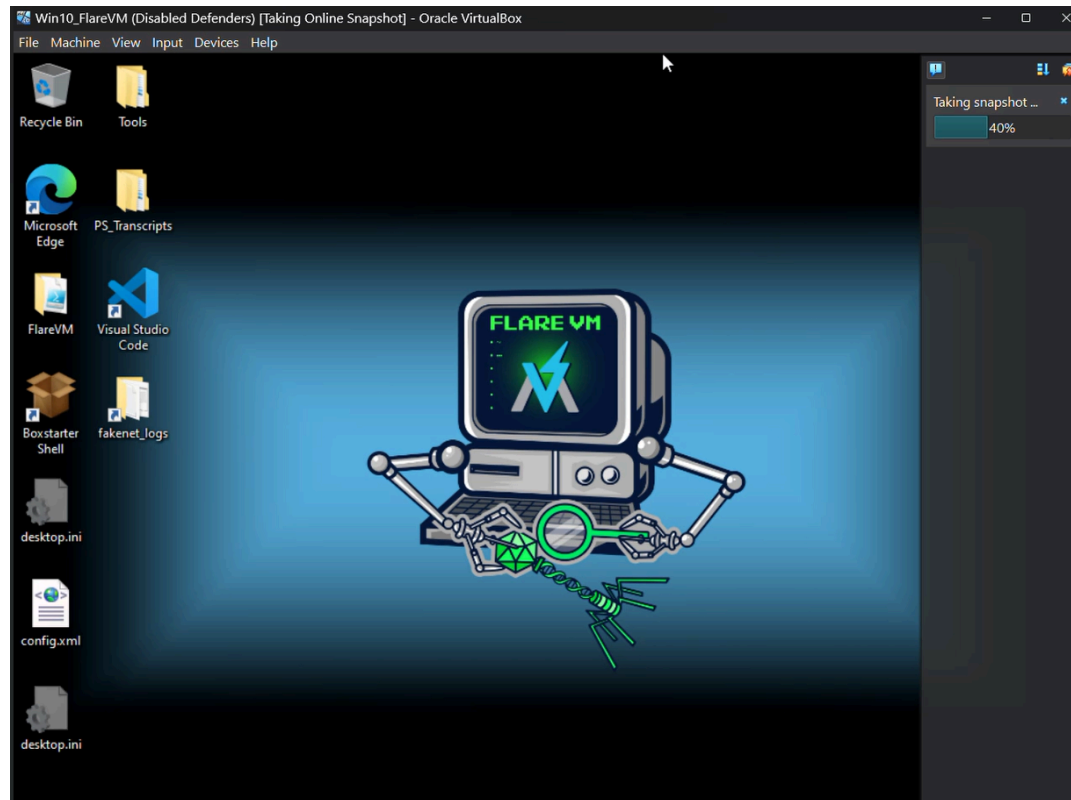 Win10_FlareVM (Disabled Defenders) [Taking Online Snapshot] - Oracle VirtualBox
File Machine View Input Devices Help
Taking snapshot ...
40%
Recycle Bin
Tools
Microsoft
Edge
PS_Transcripts
FlareVM
Visual Studio
Code
Boxstarter
Shell
fakenet_logs
desktop.ini
config.xml
desktop.ini
FLARE VM